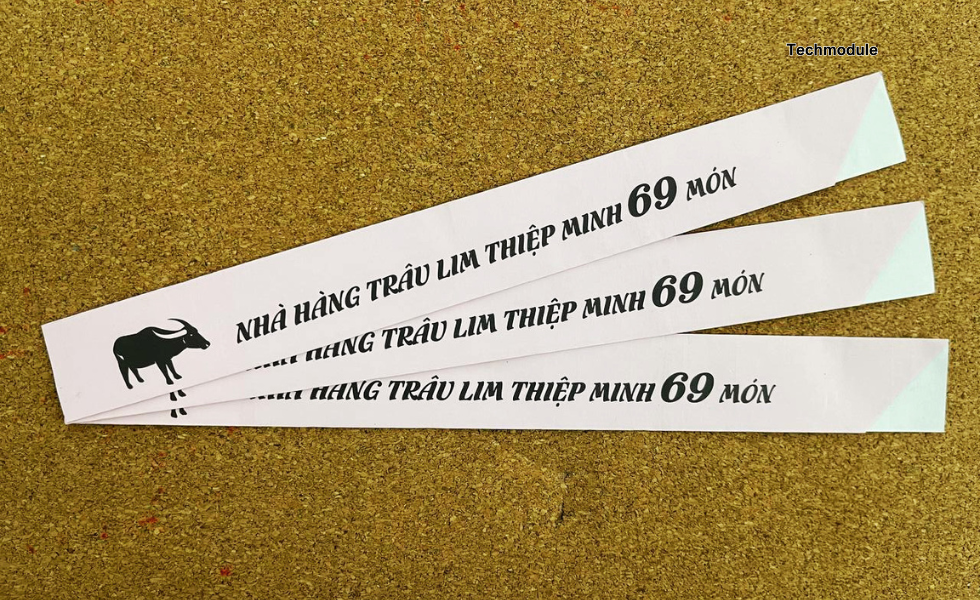 Techmodule
NHÀ HÀNG TRÂU LIM THIỆP MINH 69 MÓN
HÀNG TRÂU LIM THIỆP MINH 69 MÓN
HÀNG TRÂU LIM THIỆP MINH 69 MÓN